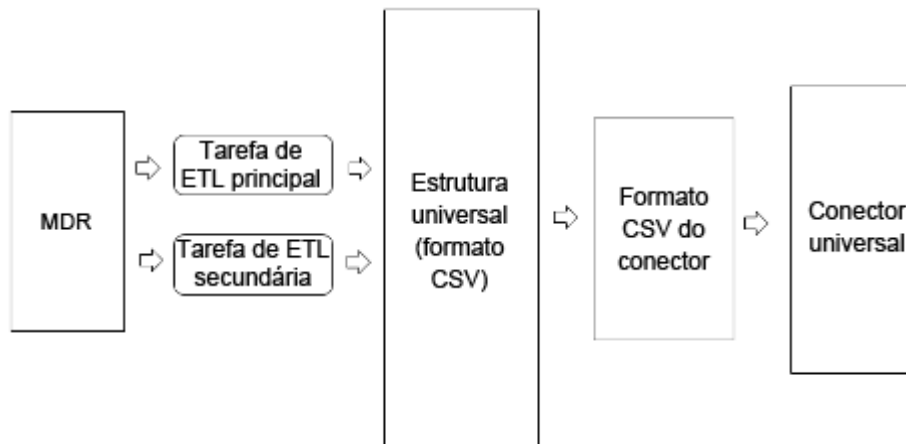 MDR
Tarefa de
ETL principal
Tarefa de ETL
secundária
Estrutura
universal
(formato
CSV)
Formato
CSV do
conector
Conector
universal